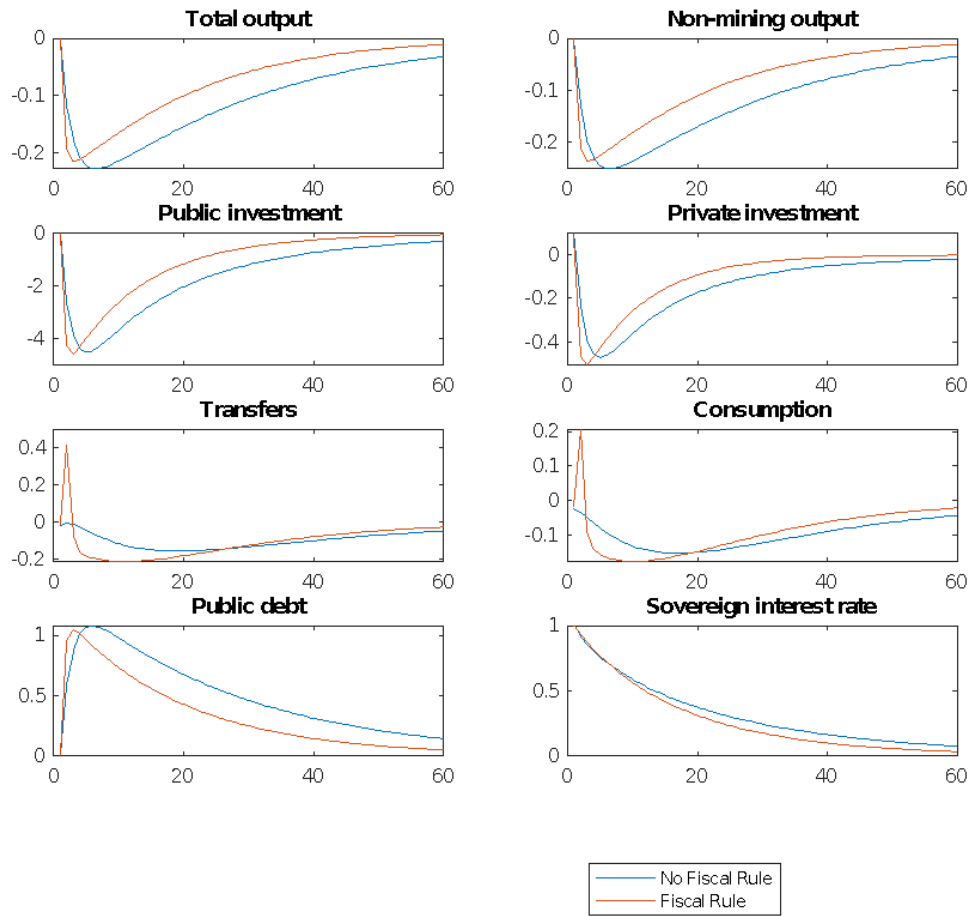 Total output
0
-0.1
-0.2
0 20 40 60
Non-mining output
0
-0.1
-0.2
0 20 40 60
Public investment
0
-2
-4
0 20 40 60
Private investment
0
-0.2
-0.4
0 20 40 60
Transfers
0.4
0.2
0
-0.2
0 20 40 60
Consumption
0.2
0.1
0
-0.1
0 20 40 60
Public debt
1
0.5
0
0 20 40 60
Sovereign interest rate
1
0.5
0
0 20 40 60
No Fiscal Rule
Fiscal Rule